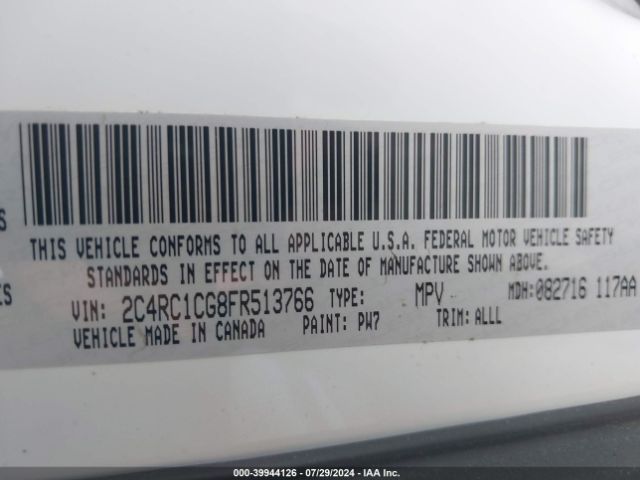 THIS VEHICLE CONFORMS TO ALL APPLICABLE U.S.A. FEDERAL MOTOR VEHICLE SAFETY
STANDARDS IN EFFECT ON THE DATE OF MANUFACTURE SHOWN ABOVE.
VIN: 2C4RC1CG8FR513766 TYPE: MPV MDH:082716 117AA
VEHICLE MADE IN CANADA PAINT: PW7 TRIM: ALLL
000-39944126 / 07/29/2024 - IAA Inc.